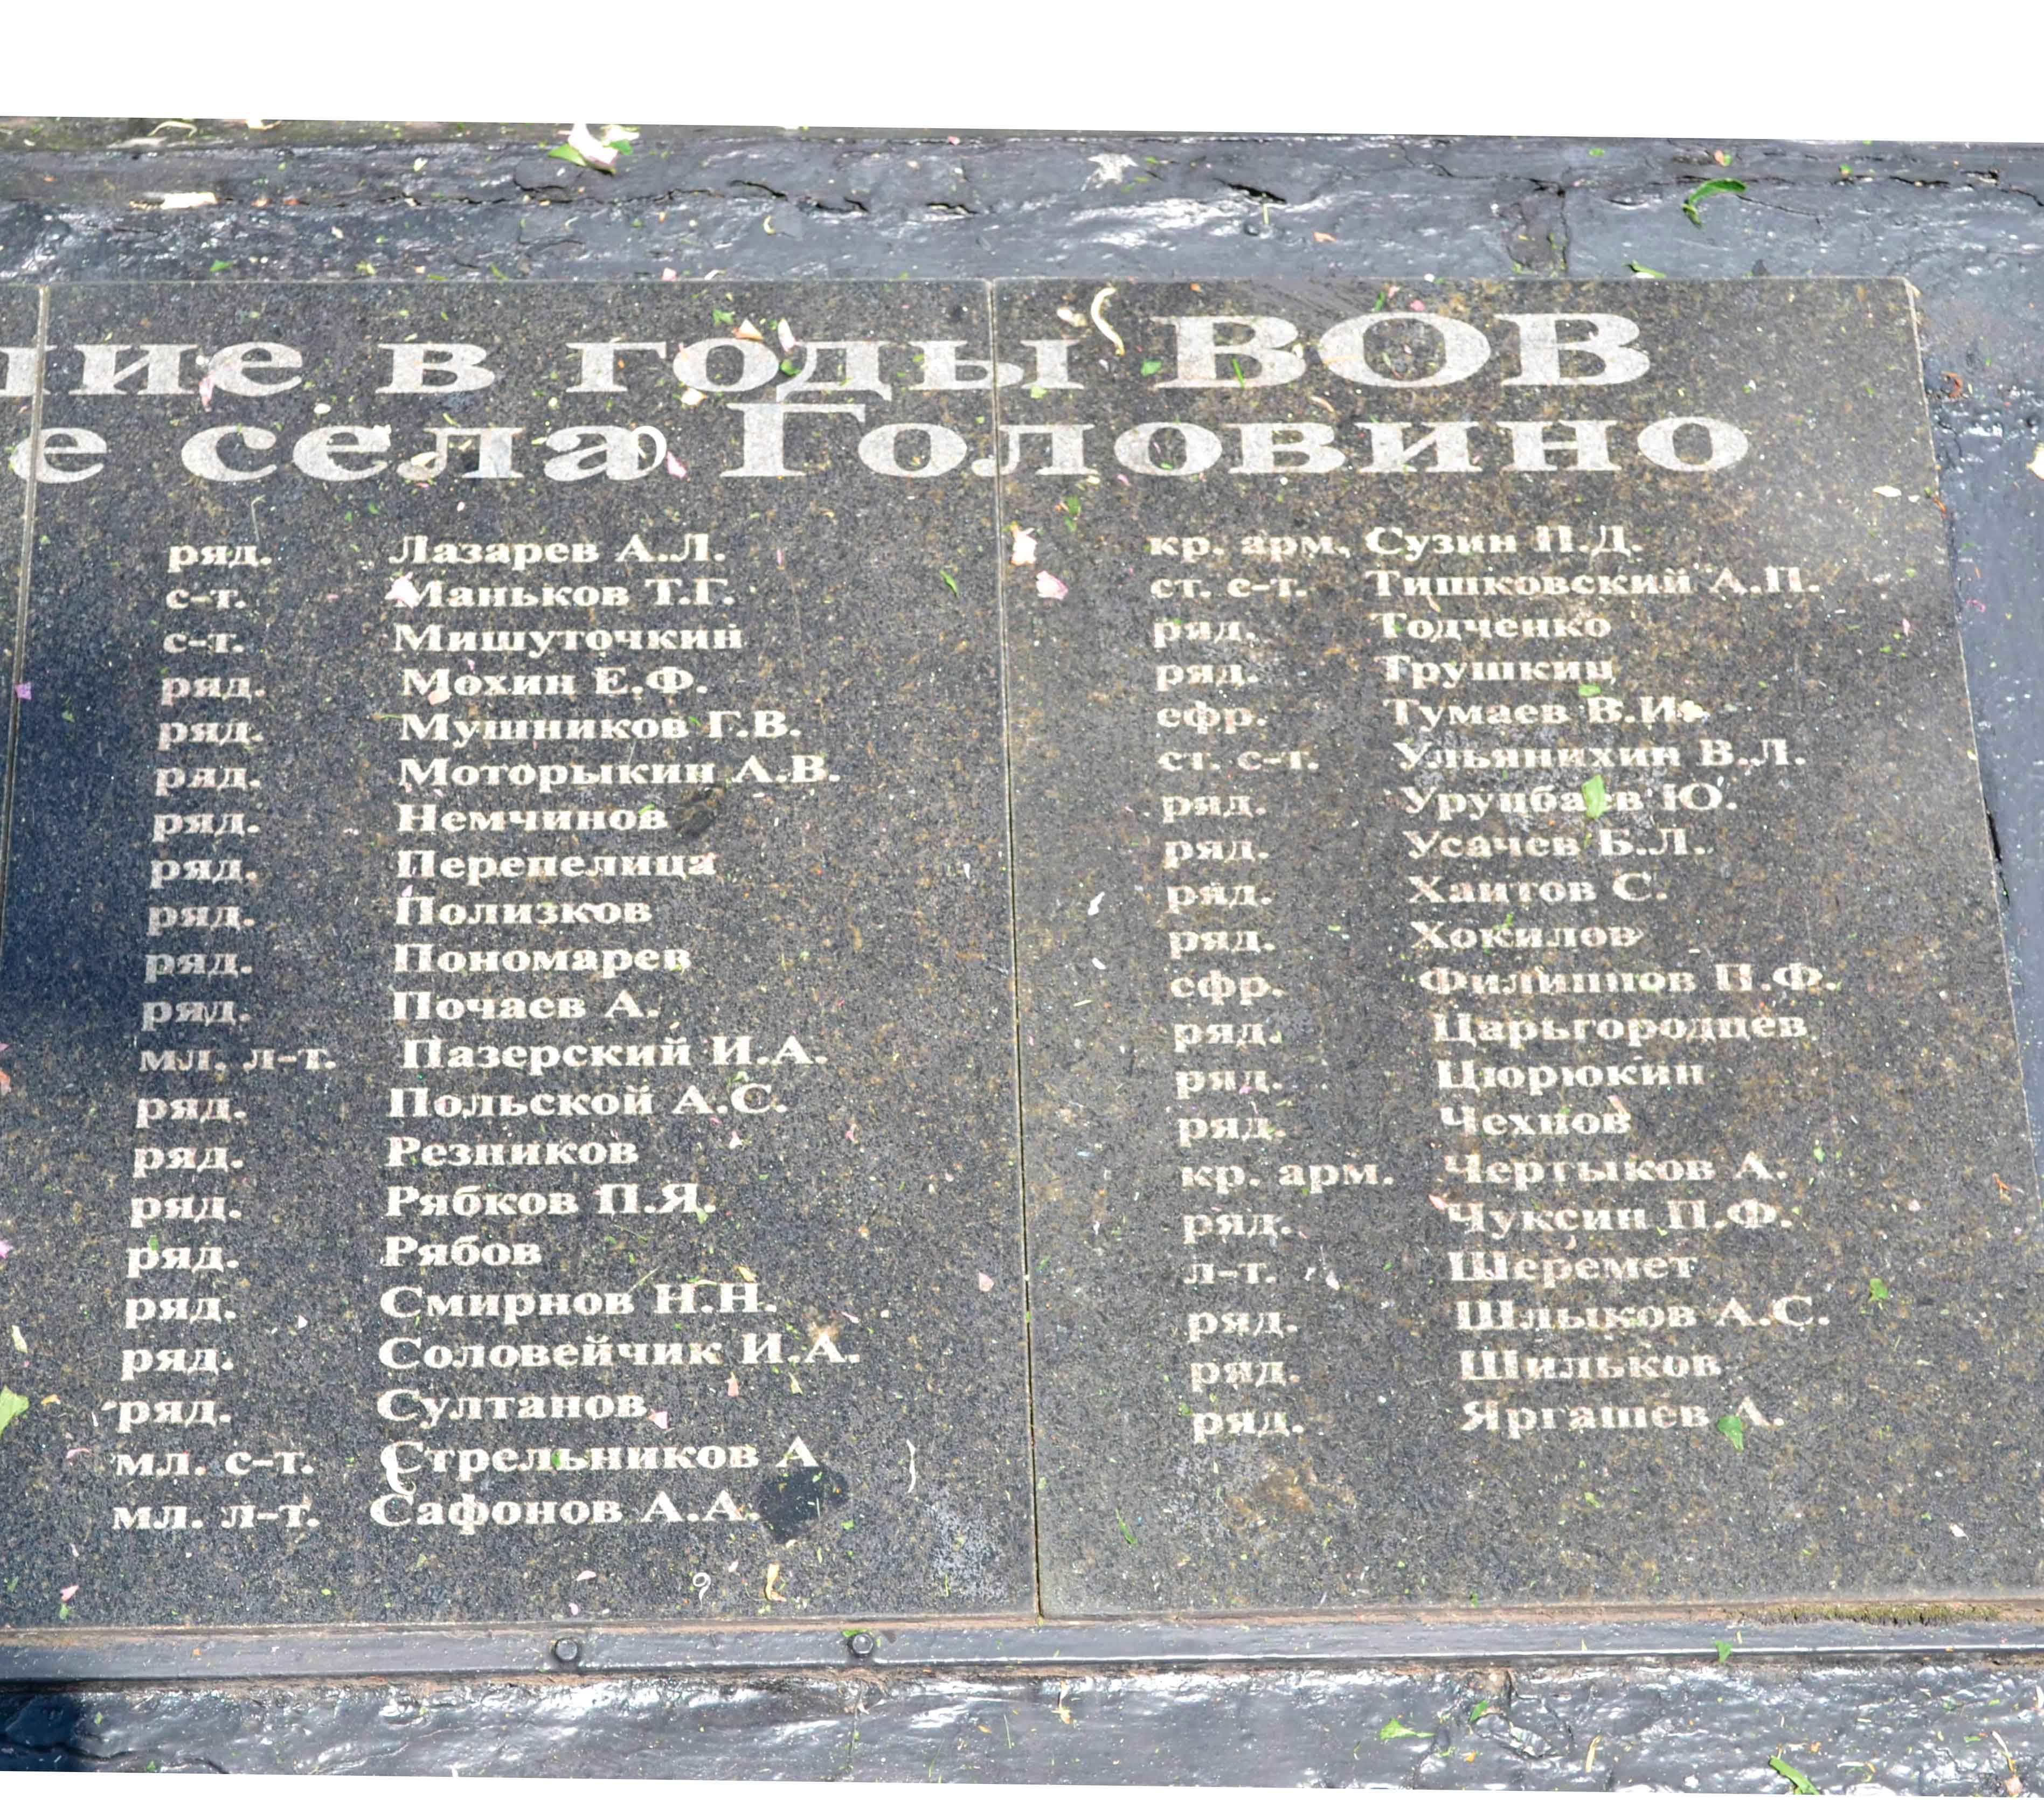 ие в годы ВОВ
е села Головино
ряд. Лазарев А.Л.
с-т. Маньков Т.Г.
с-т. Мишуточкин
ряд. Мохин Е.Ф.
ряд. Мушников Г.В.
ряд. Моторыкин А.В.
ряд. Немчинов
ряд. Перепелица
ряд. Полизков
ряд. Пономарев
ряд. Почаев А.
мл. л-т. Пазерский И.А.
ряд. Польской А.С.
ряд. Резников
ряд. Рябков П.Я.
ряд. Рябов
ряд. Смирнов Н.Н.
ряд. Соловейчик И.А.
ряд. Султанов
мл. с-т. Стрельников А
мл. л-т. Сафонов А.А.
кр. арм. Сузин П.Д.
ст. с-т. Тишковский А.П.
ряд. Тодченко
ряд. Трушкин
ефр. Тумаев В.И.
ст. с-т. Ульянихин В.Л.
ряд. Урунбаев Ю.
ряд. Усачев Б.Л.
ряд. Хаитов С.
ряд. Хокилов
ефр. Филиппов П.Ф.
ряд. Царьгородцев
ряд. Цюрюкин
ряд. Чехнов
кр. арм. Чертыков А.
ряд. Чуксин П.Ф.
л-т. Шеремет
ряд. Шлыков А.С.
ряд. Шильков
ряд. Яргашев А.